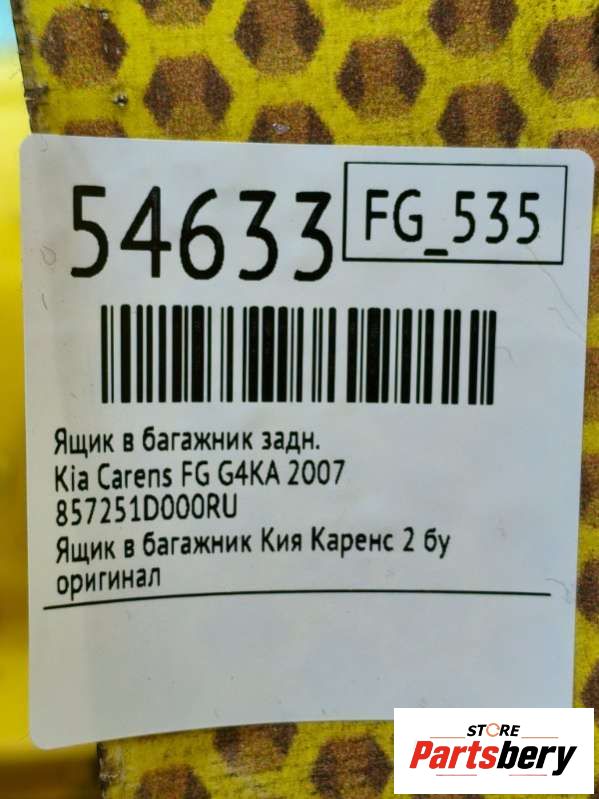 54633 FG_535
Ящик в багажник задн.
Kia Carens FG G4KA 2007
857251D000RU
Ящик в багажник Кия Каренс 2 бу
оригинал
STORE
Partsbery